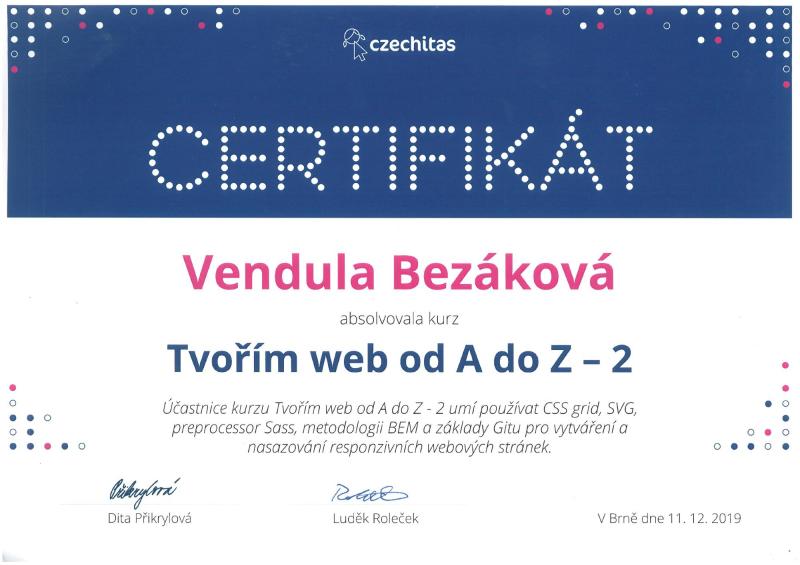 czechitas
CERTIFIKÁT
Vendula Bezáková
absolvovala kurz
Tvořím web od A do Z – 2
Účastnice kurzu Tvořím web od A do Z - 2 umí používat CSS grid, SVG,
preprocessor Sass, metodologii BEM a základy Gitu pro vytváření a
nasazování responzivních webových stránek.
Přikrylová
Dita Přikrylová
Luděk Roleček
V Brně dne 11. 12. 2019